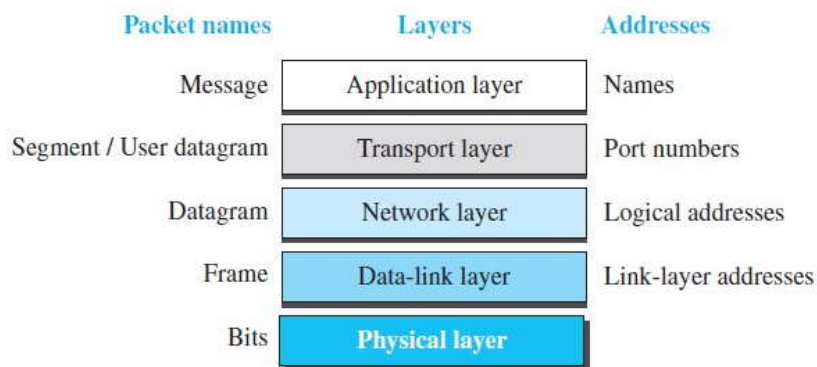 Packet names Layers Addresses
Message Application layer Names
Segment / User datagram Transport layer Port numbers
Datagram Network layer Logical addresses
Frame Data-link layer Link-layer addresses
Bits Physical layer